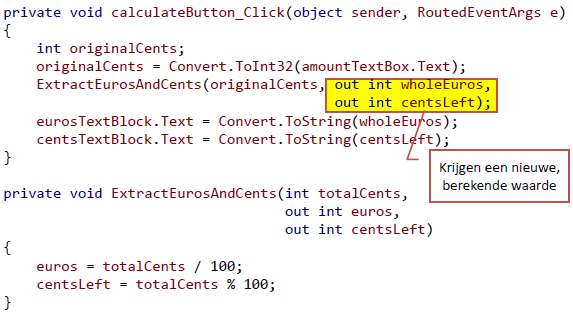 private void calculateButton_Click(object sender, RoutedEventArgs e)
{
    int originalCents;
    originalCents = Convert.ToInt32(amountTextBox.Text);
    ExtractEurosAndCents(originalCents, out int wholeEuros,
                                        out int centsLeft);
    eurosTextBlock.Text = Convert.ToString(wholeEuros);
    centsTextBlock.Text = Convert.ToString(centsLeft);
}
Krijgen een nieuwe,
berekende waarde
private void ExtractEurosAndCents(int totalCents,
                                  out int euros,
                                  out int centsLeft)
{
    euros = totalCents / 100;
    centsLeft = totalCents % 100;
}